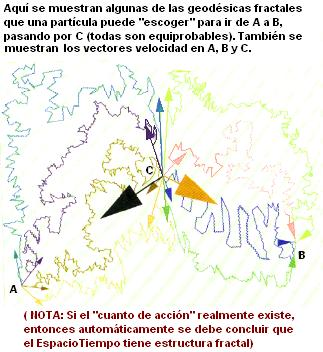 Aquí se muestran algunas de las geodésicas fractales
que una partícula puede "escoger" para ir de A a B,
pasando por C (todas son equiprobables). También se
muestran los vectores velocidad en A, B y C.
C
B
A
( NOTA: Si el "cuanto de acción" realmente existe,
entonces automáticamente se debe concluir que
el EspacioTiempo tiene estructura fractal)